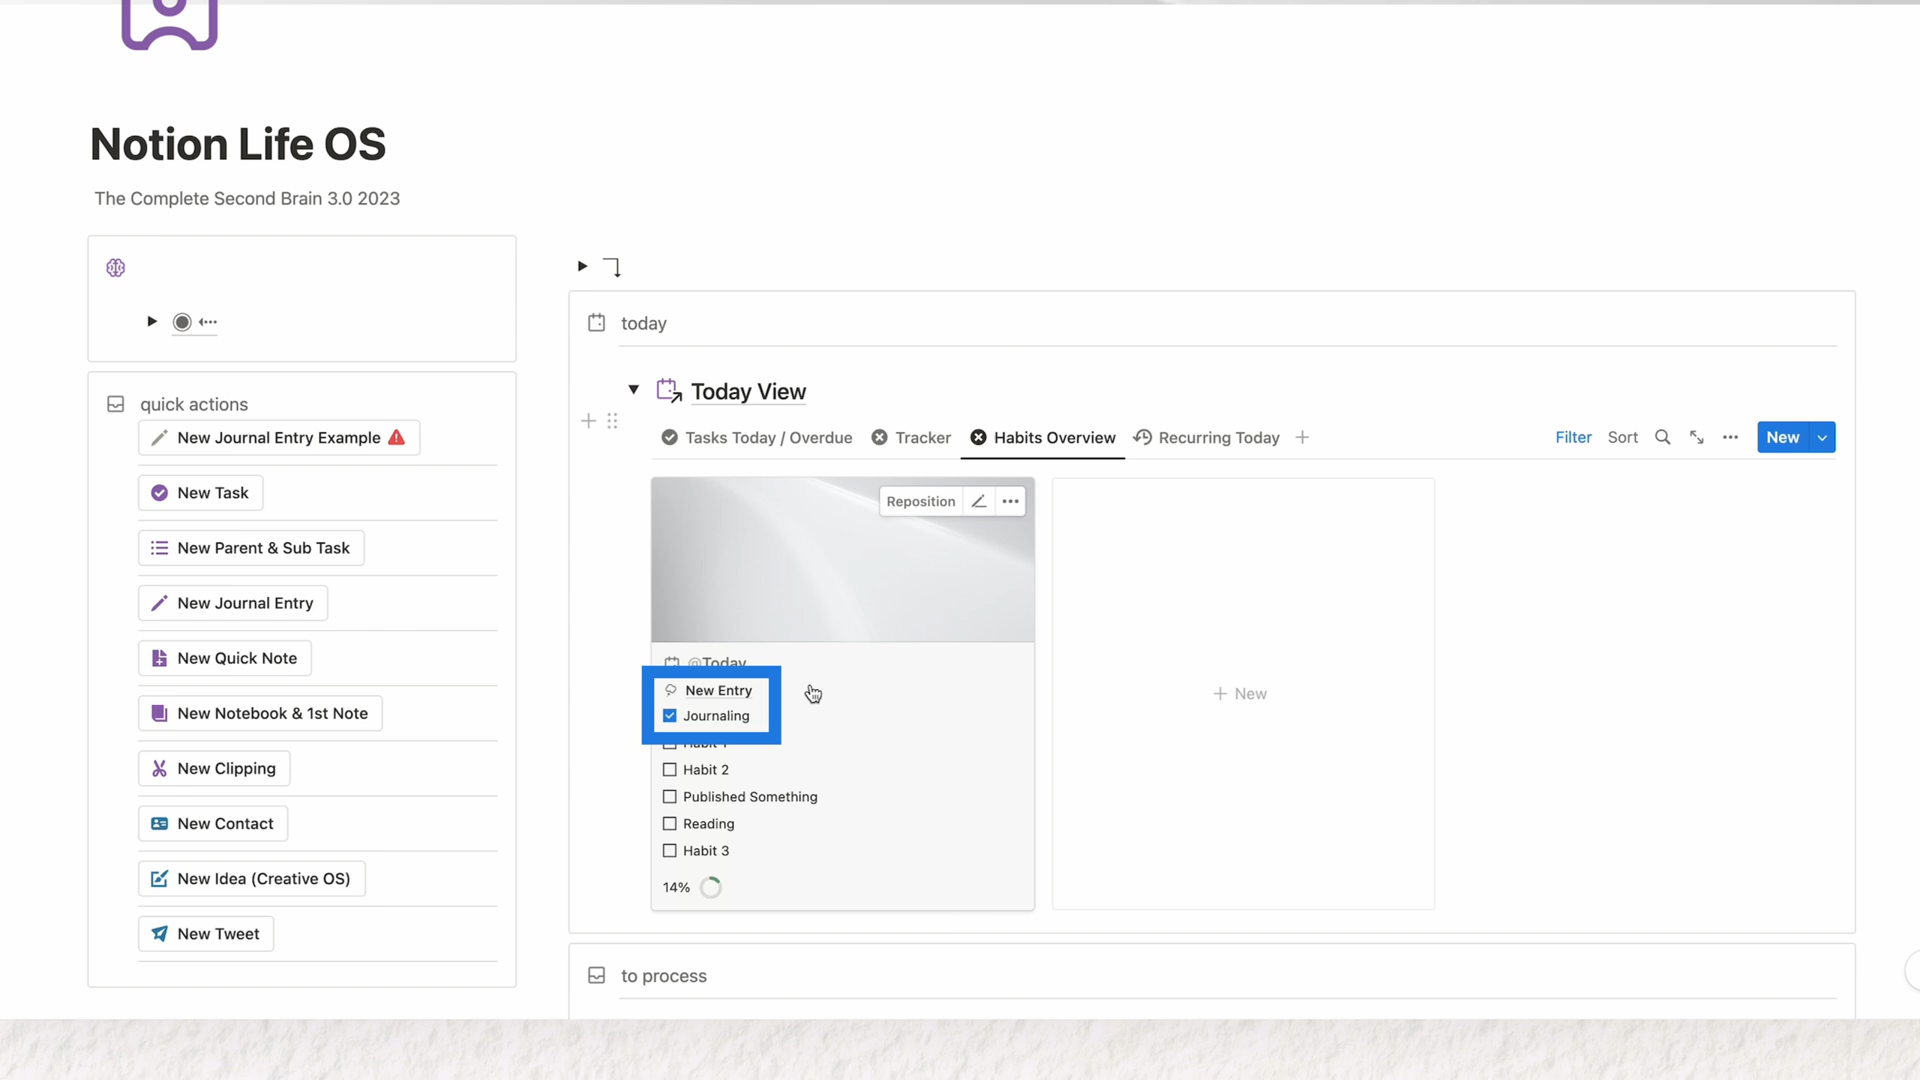 Notion Life OS
The Complete Second Brain 3.0 2023
quick actions
New Journal Entry Example
New Task
New Parent & Sub Task
New Journal Entry
New Quick Note
New Notebook & 1st Note
New Clipping
New Contact
New Idea (Creative OS)
New Tweet
today
Today View
Tasks Today / Overdue
Tracker
Habits Overview
Recurring Today
Filter
Sort
New
Reposition
@Today
New Entry
Journaling
Habit 1
Habit 2
Published Something
Reading
Habit 3
14%
New
to process